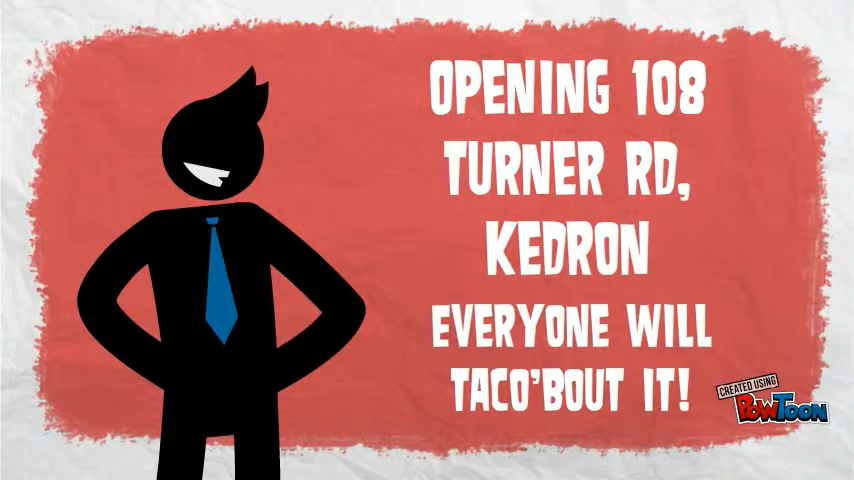 OPENING 108
TURNER RD,
KEDRON
EVERYONE WILL
TACO'BOUT IT!
CREATED USING
POWTOON